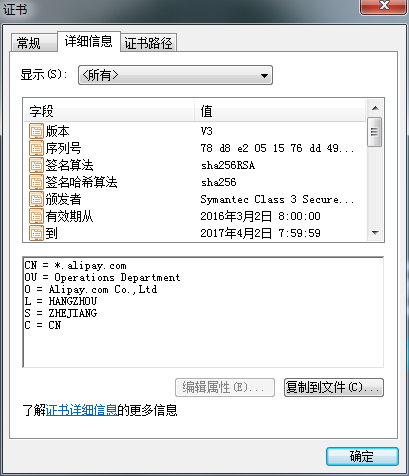 证书
常规 详细信息 证书路径
显示(S): <所有>
字段 值
版本 V3
序列号 78 d8 e2 05 15 76 dd 49...
签名算法 sha256RSA
签名哈希算法 sha256
颁发者 Symantec Class 3 Secure...
有效期从 2016年3月2日 8:00:00
到 2017年4月2日 7:59:59
CN = *.alipay.com
OU = Operations Department
O = Alipay.com Co.,Ltd
L = HANGZHOU
S = ZHEJIANG
C = CN
编辑属性(E)... 复制到文件(C)...
了解证书详细信息的更多信息
确定